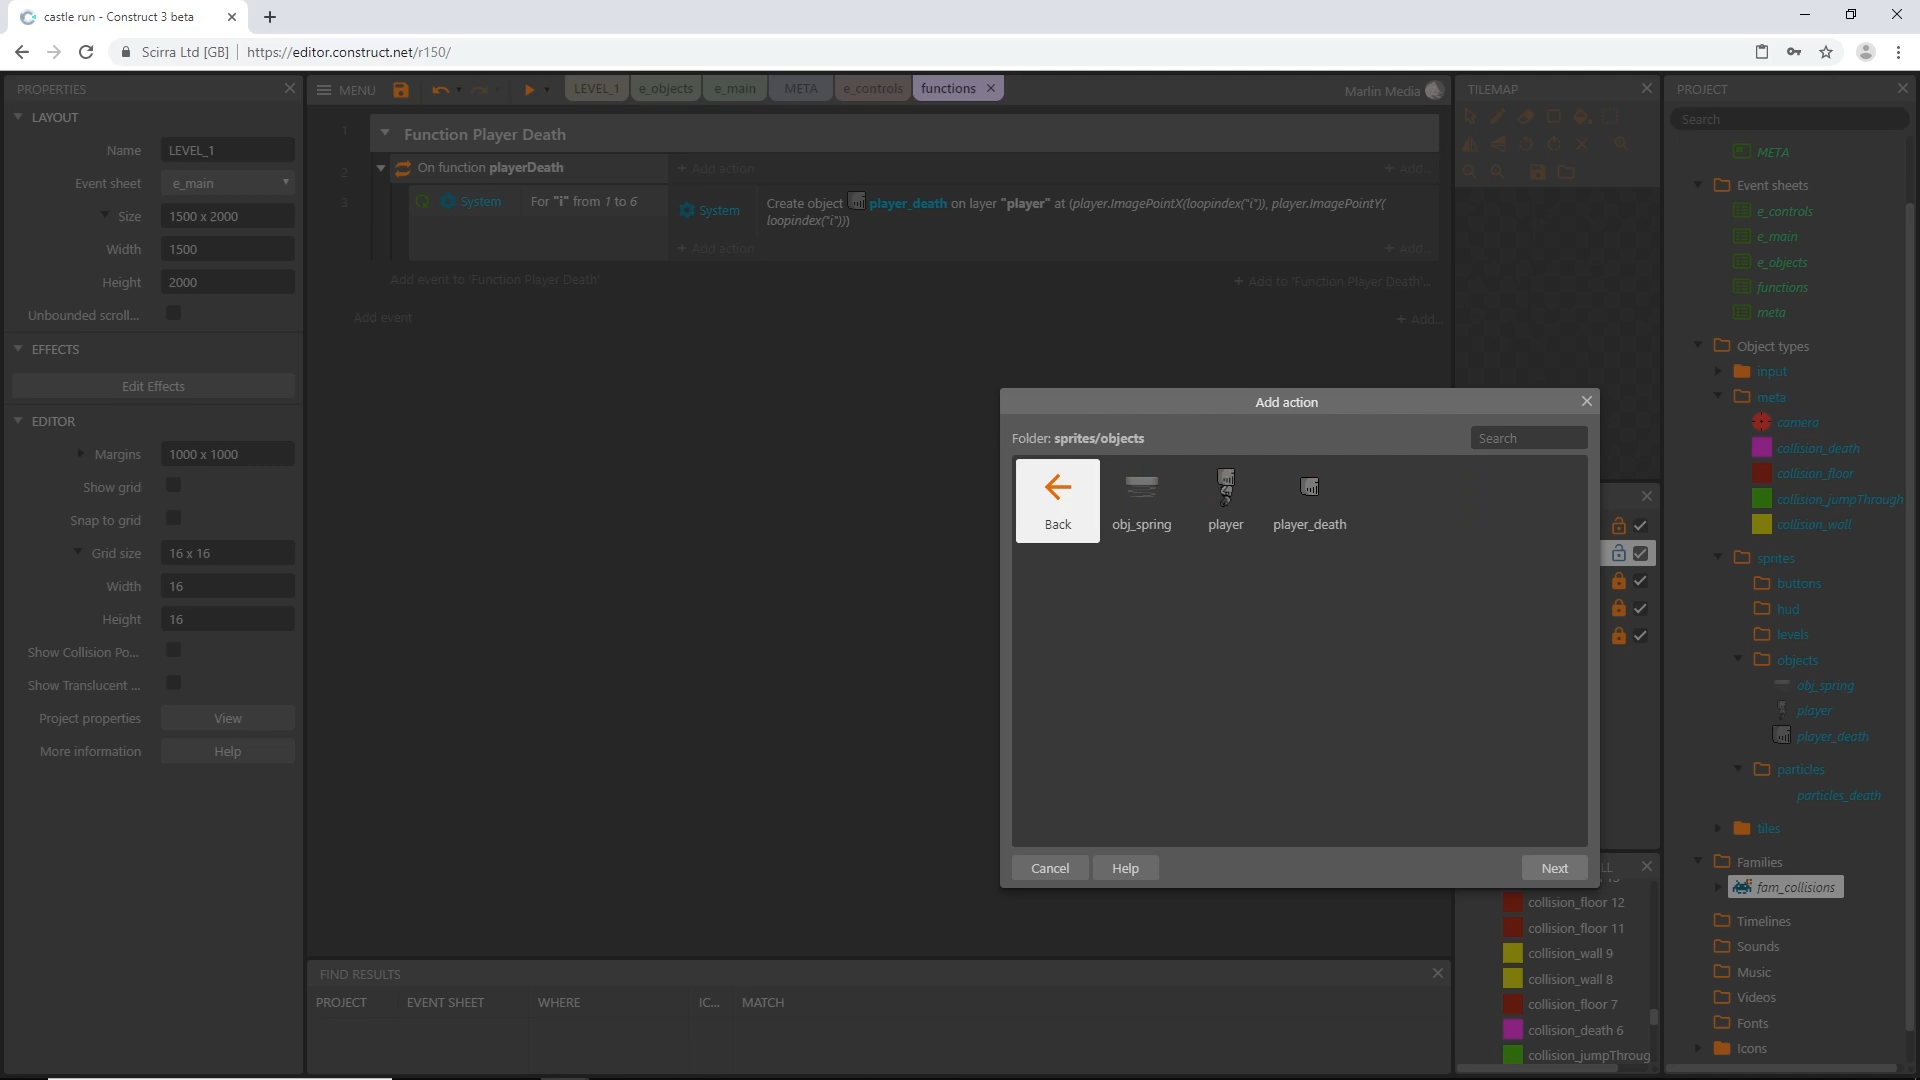 castle run - Construct 3 beta
Scirra Ltd [GB]
https://editor.construct.net/r150/
PROPERTIES
LAYOUT
Name
LEVEL_1
Event sheet
e_main
Size
1500 x 2000
Width
1500
Height
2000
Unbounded scroll...
EFFECTS
Edit Effects
EDITOR
Margins
1000 x 1000
Show grid
Snap to grid
Grid size
16 x 16
Width
16
Height
16
Show Collision Po...
Show Translucent ...
Project properties
View
More information
Help
MENU
LEVEL_1
e_objects
e_main
META
e_controls
functions
Marlin Media
1
Function Player Death
2
On function playerDeath
+ Add action
+ Add...
3
System
For "i" from 1 to 6
System
Create object player_death on layer "player" at (player.ImagePointX(loopindex("i")), player.ImagePointY(
loopindex("i")))
+ Add action
+ Add...
Add event to 'Function Player Death'
+ Add to 'Function Player Death'...
Add event
+ Add...
Add action
Folder: sprites/objects
Search
Back
obj_spring
player
player_death
Cancel
Help
Next
FIND RESULTS
PROJECT
EVENT SHEET
WHERE
IC...
MATCH
TILEMAP
collision_floor 12
collision_floor 11
collision_wall 9
collision_wall 8
collision_floor 7
collision_death 6
collision_jumpThroug
PROJECT
Search
META
Event sheets
e_controls
e_main
e_objects
functions
meta
Object types
input
meta
camera
collision_death
collision_floor
collision_jumpThrough
collision_wall
sprites
buttons
hud
levels
objects
obj_spring
player
player_death
particles
particles_death
tiles
Families
fam_collisions
Timelines
Sounds
Music
Videos
Fonts
Icons